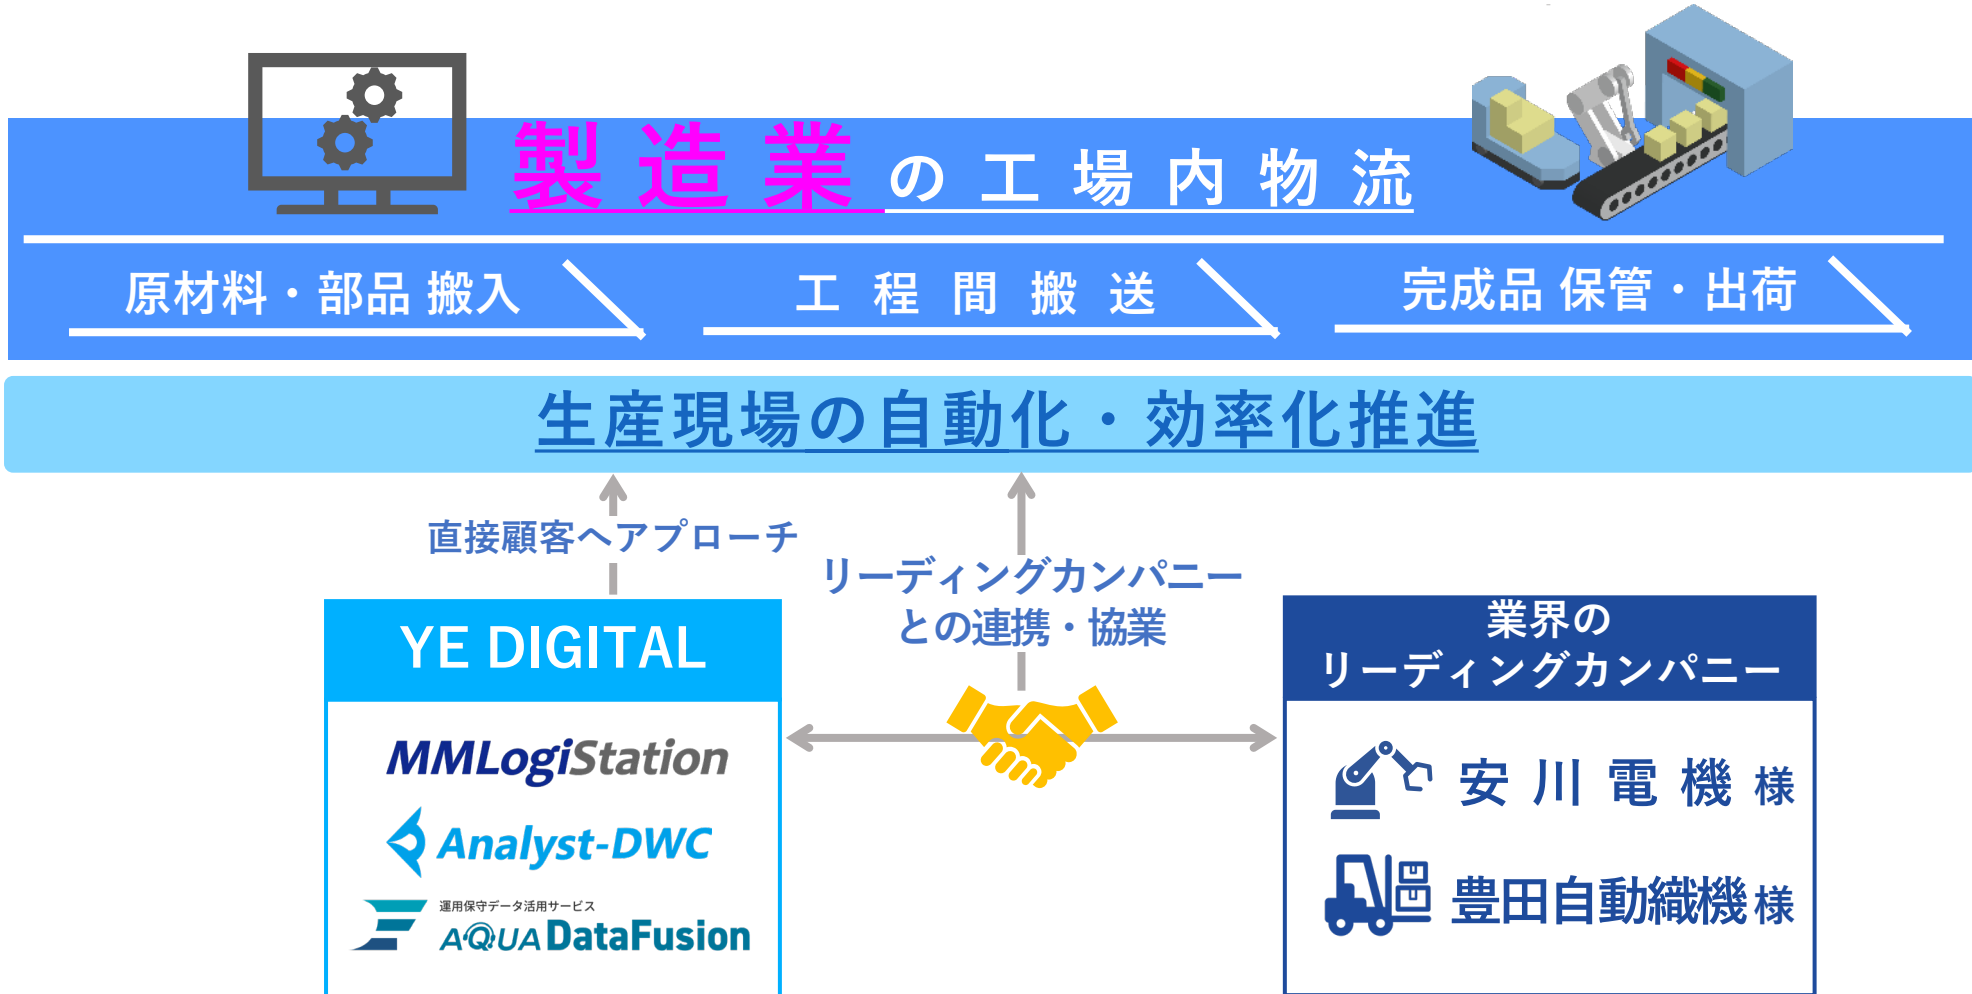 製造業の工場内物流
原材料・部品 搬入
工程間搬送
完成品 保管・出荷
生産現場の自動化・効率化推進
直接顧客へアプローチ
リーディングカンパニー
との連携・協業
YE DIGITAL
MMLogiStation
Analyst-DWC
運用保守データ活用サービス
AQUA DataFusion
業界の
リーディングカンパニー
安川電機様
豊田自動織機様